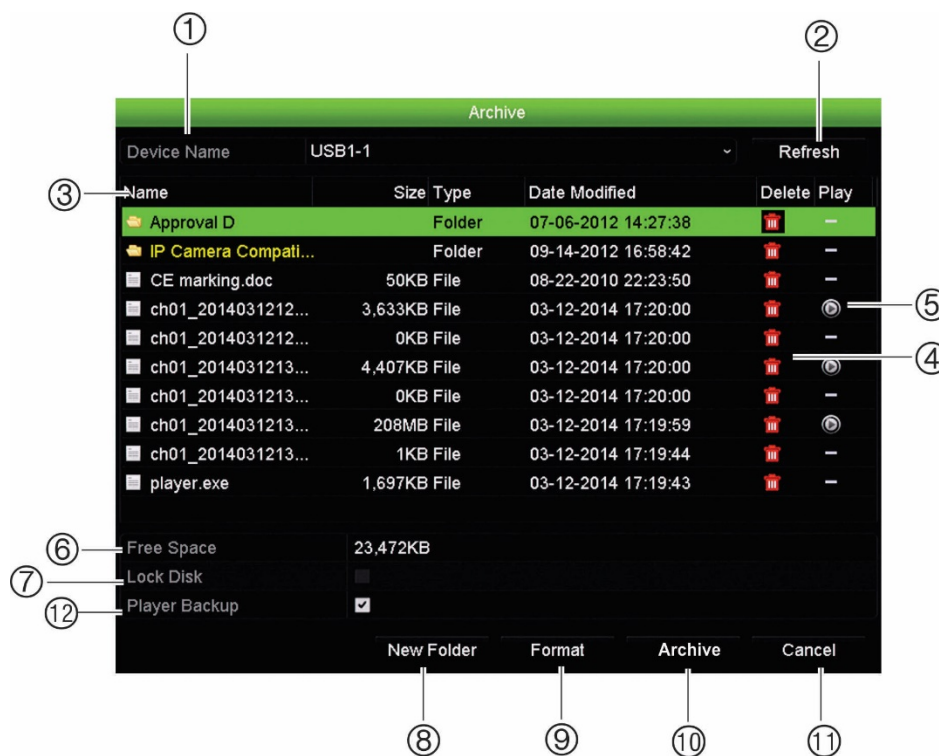 ① ②
Archive
Device Name USB1-1 Refresh
③ Name Size Type Date Modified Delete Play
Approval D Folder 07-06-2012 14:27:38 –
IP Camera Compati... Folder 09-14-2012 16:58:42 –
CE marking.doc 50KB File 08-22-2010 22:23:50 –
ch01_2014031212... 3,633KB File 03-12-2014 17:20:00 ⑤
ch01_2014031212... 0KB File 03-12-2014 17:20:00 –
ch01_2014031213... 4,407KB File 03-12-2014 17:20:00 ④
ch01_2014031213... 0KB File 03-12-2014 17:20:00 –
ch01_2014031213... 208MB File 03-12-2014 17:19:59
ch01_2014031213... 1KB File 03-12-2014 17:19:44 –
player.exe 1,697KB File 03-12-2014 17:19:43 –
⑥ Free Space 23,472KB
⑦ Lock Disk
⑫ Player Backup
New Folder Format Archive Cancel
⑧ ⑨ ⑩ ⑪